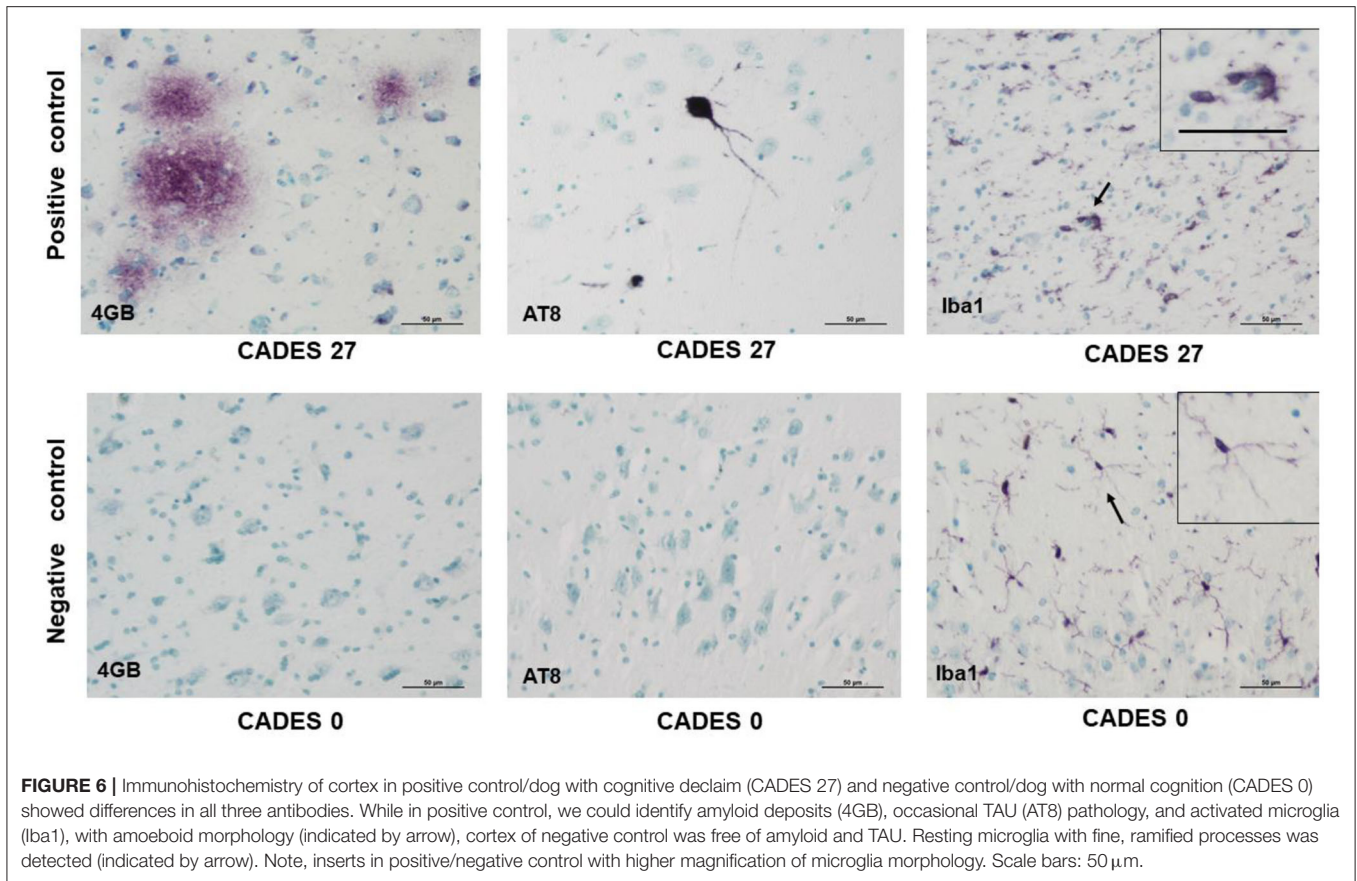 Positive control
4GB
50 µm
CADES 27
AT8
50 µm
CADES 27
Iba1
50 µm
CADES 27
Negative control
4GB
50 µm
CADES 0
AT8
50 µm
CADES 0
Iba1
50 µm
CADES 0
FIGURE 6 | Immunohistochemistry of cortex in positive control/dog with cognitive declaim (CADES 27) and negative control/dog with normal cognition (CADES 0)
showed differences in all three antibodies. While in positive control, we could identify amyloid deposits (4GB), occasional TAU (AT8) pathology, and activated microglia
(Iba1), with amoeboid morphology (indicated by arrow), cortex of negative control was free of amyloid and TAU. Resting microglia with fine, ramified processes was
detected (indicated by arrow). Note, inserts in positive/negative control with higher magnification of microglia morphology. Scale bars: 50 µm.